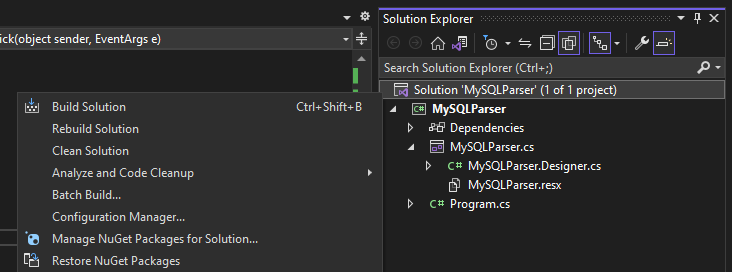 ick(object sender, EventArgs e)
Solution Explorer
Search Solution Explorer (Ctrl+;)
Solution 'MySQLParser' (1 of 1 project)
C# MySQLParser
Dependencies
MySQLParser.cs
C# MySQLParser.Designer.cs
MySQLParser.resx
C# Program.cs
Build Solution Ctrl+Shift+B
Rebuild Solution
Clean Solution
Analyze and Code Cleanup
Batch Build...
Configuration Manager...
Manage NuGet Packages for Solution...
Restore NuGet Packages